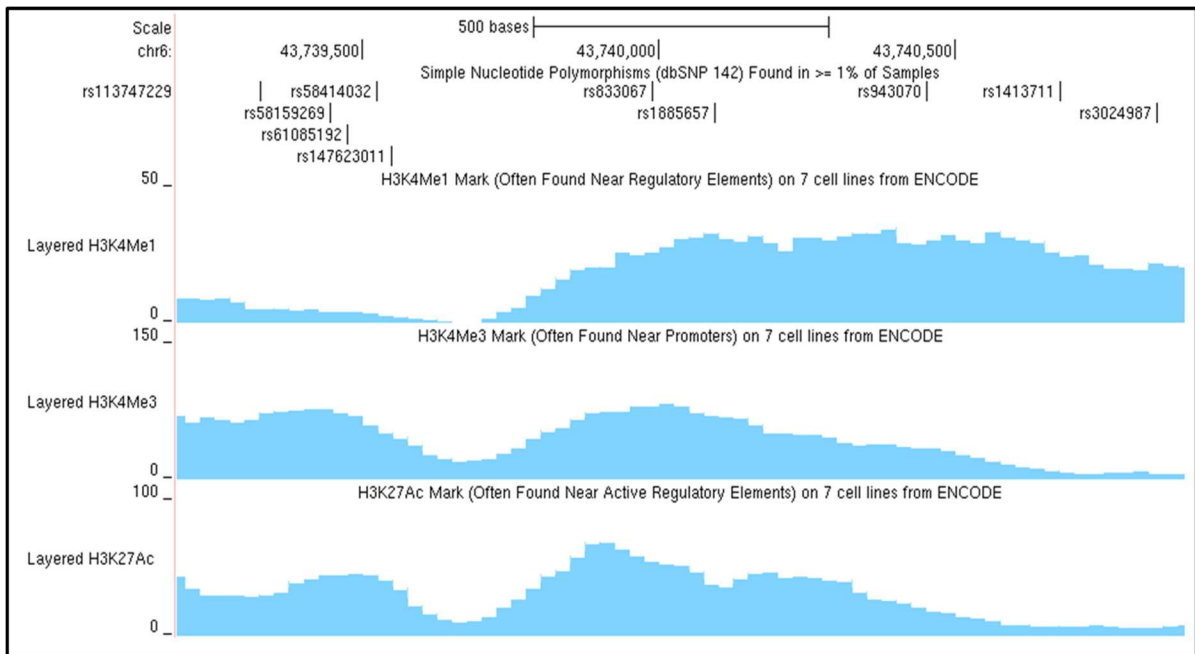 Scale 500 bases
chr6: 43,739,500 43,740,000 43,740,500
Simple Nucleotide Polymorphisms (dbSNP 142) Found in >= 1% of Samples
rs113747229 rs58414032 rs833067 rs943070 rs1413711
rs58159269 rs1885657 rs3024987
rs61085192
rs147623011
H3K4Me1 Mark (Often Found Near Regulatory Elements) on 7 cell lines from ENCODE
50
Layered H3K4Me1
0
H3K4Me3 Mark (Often Found Near Promoters) on 7 cell lines from ENCODE
150
Layered H3K4Me3
0
H3K27Ac Mark (Often Found Near Active Regulatory Elements) on 7 cell lines from ENCODE
100
Layered H3K27Ac
0